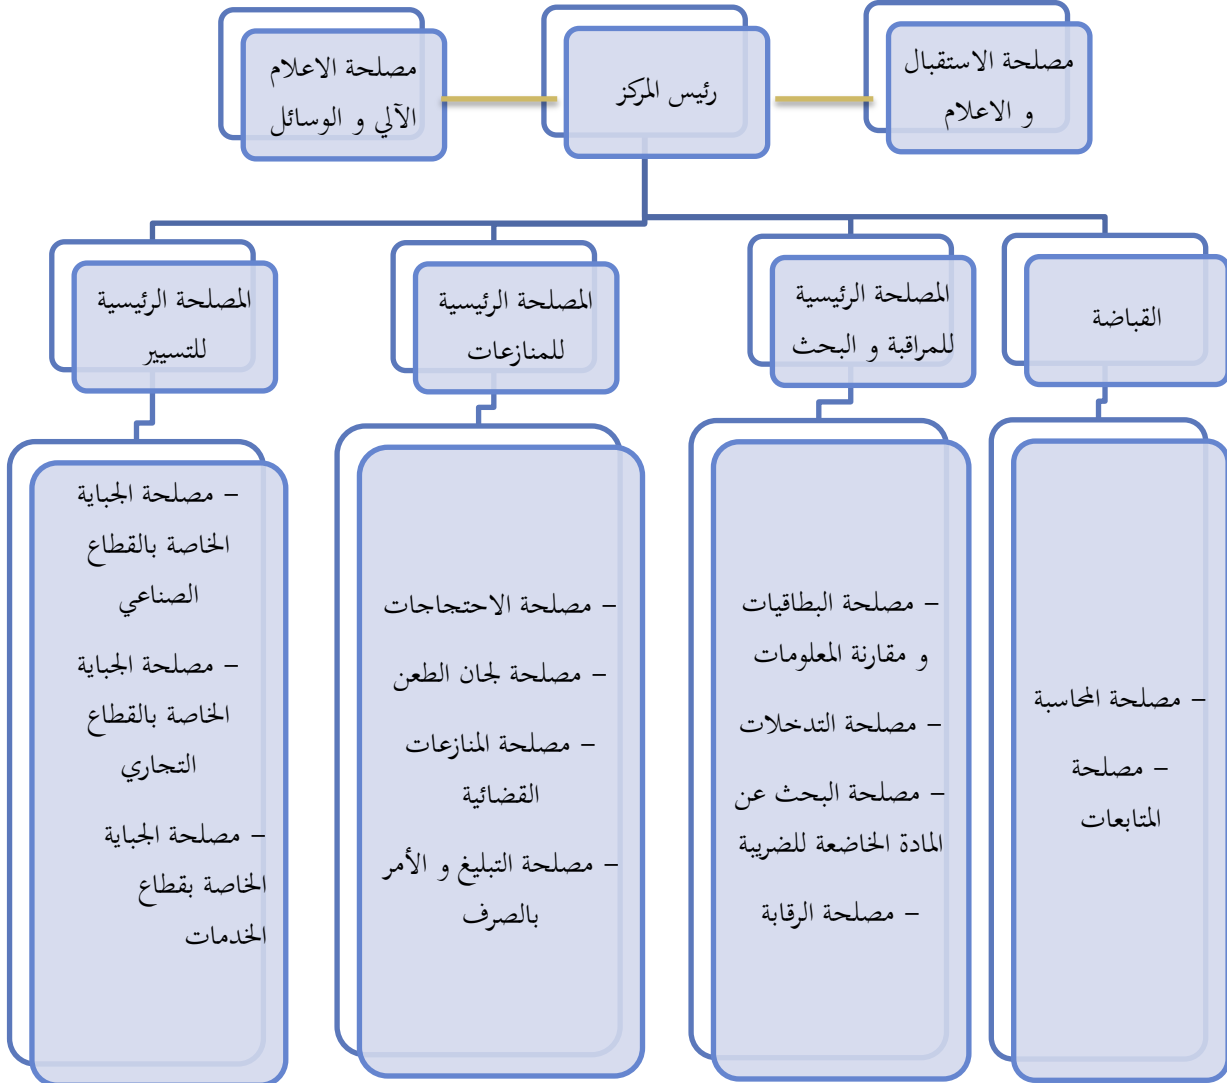 مصلحة الاستقبال
و الاعلام
رئيس المركز
مصلحة الاعلام
الآلي و الوسائل
القباضة
المصلحة الرئيسية
للمراقبة و البحث
المصلحة الرئيسية
للمنازعات
المصلحة الرئيسية
للتسيير
– مصلحة المحاسبة
– مصلحة
المتابعات
– مصلحة البطاقيات
و مقارنة المعلومات
– مصلحة التدخلات
– مصلحة البحث عن
المادة الخاضعة للضريبة
– مصلحة الرقابة
– مصلحة الاحتجاجات
– مصلحة لجان الطعن
– مصلحة المنازعات
القضائية
– مصلحة التبليغ و الأمر
بالصرف
– مصلحة الجباية
الخاصة بالقطاع
الصناعي
– مصلحة الجباية
الخاصة بالقطاع
التجاري
– مصلحة الجباية
الخاصة بقطاع
الخدمات